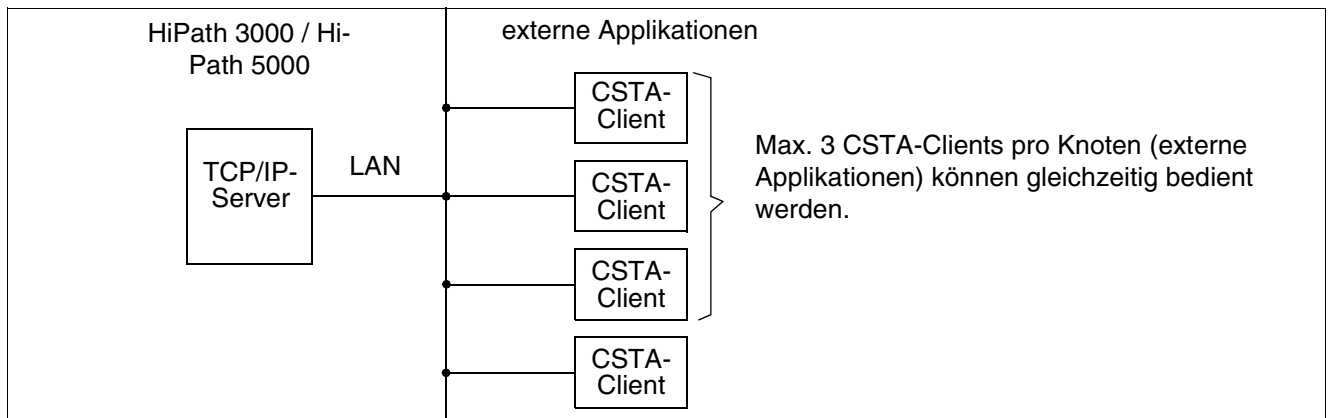 HiPath 3000 / Hi-
Path 5000
externe Applikationen
TCP/IP-
Server
LAN
CSTA-
Client
CSTA-
Client
CSTA-
Client
CSTA-
Client
Max. 3 CSTA-Clients pro Knoten (externe
Applikationen) können gleichzeitig bedient
werden.